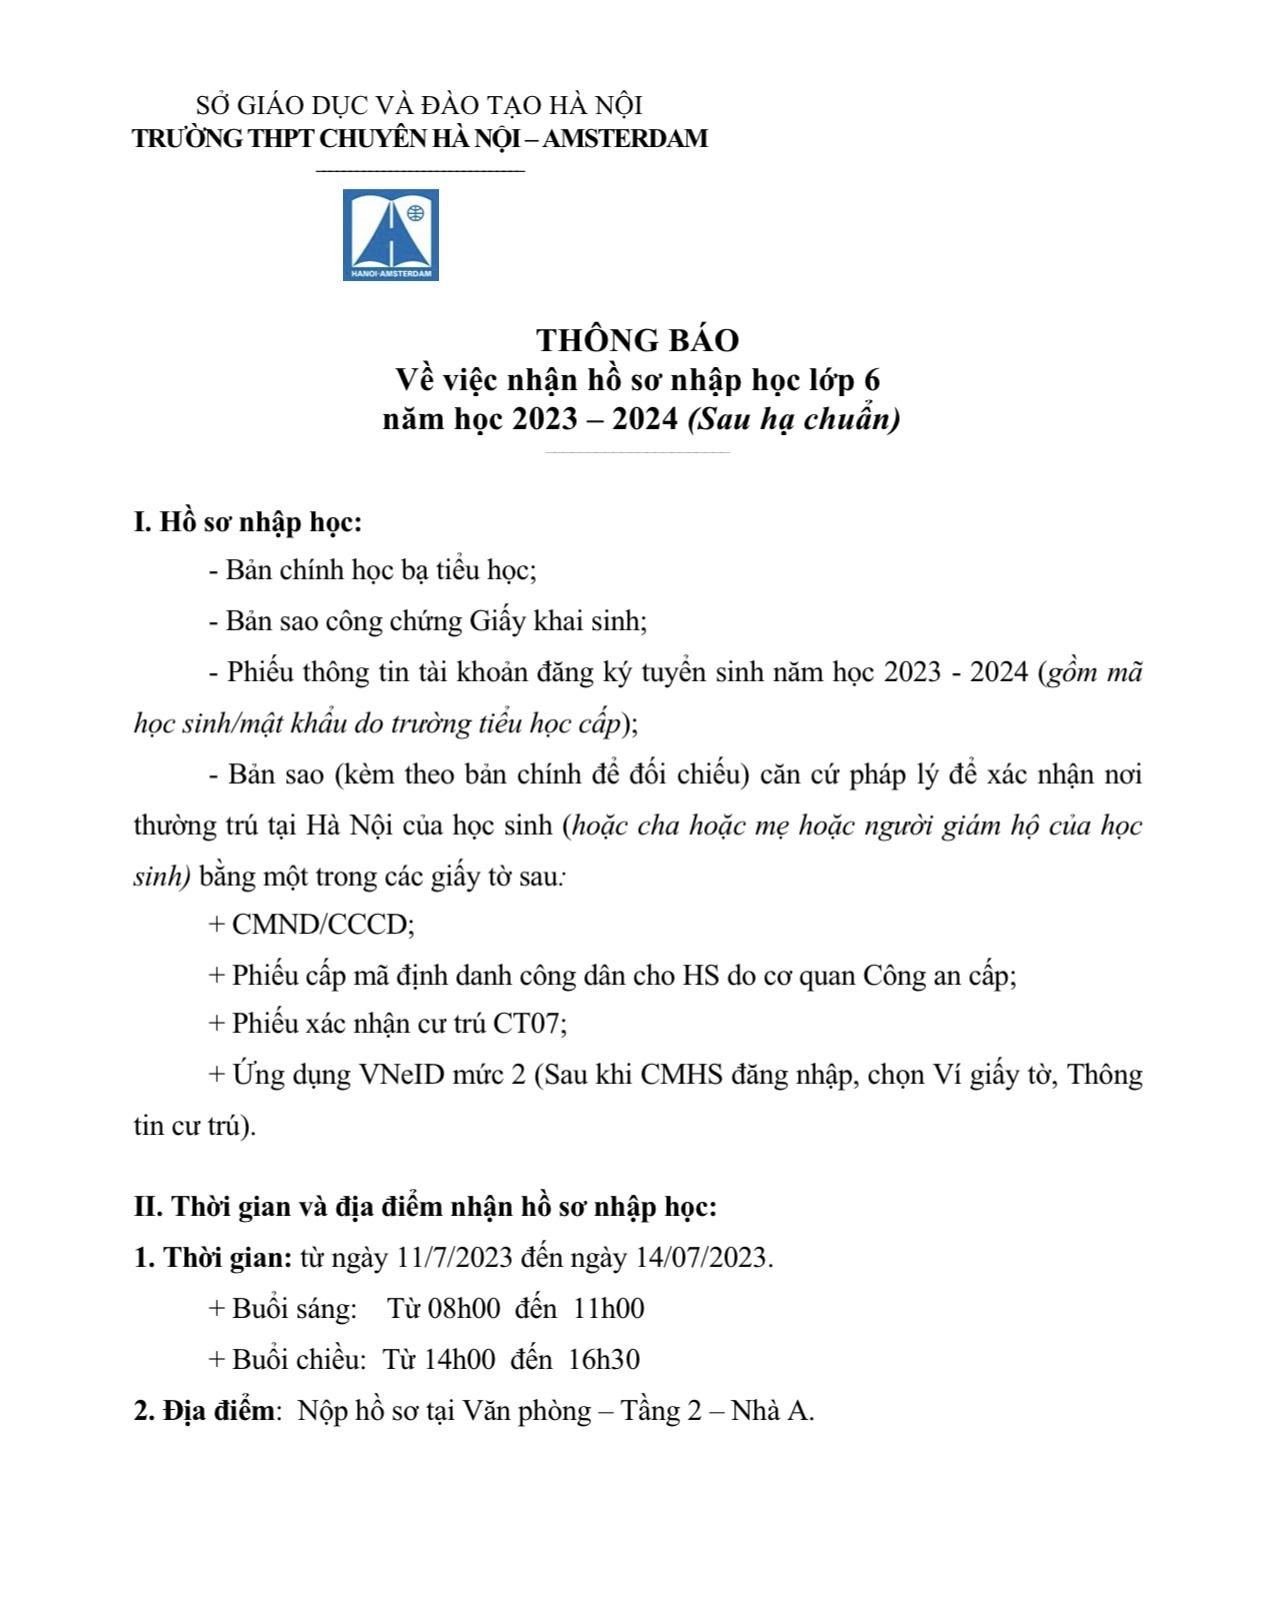 SỞ GIÁO DỤC VÀ ĐÀO TẠO HÀ NỘI
TRƯỜNG THPT CHUYÊN HÀ NỘI – AMSTERDAM
HANOI-AMSTERDAM
THÔNG BÁO
Về việc nhận hồ sơ nhập học lớp 6
năm học 2023 – 2024 (Sau hạ chuẩn)
I. Hồ sơ nhập học:
- Bản chính học bạ tiểu học;
- Bản sao công chứng Giấy khai sinh;
- Phiếu thông tin tài khoản đăng ký tuyển sinh năm học 2023 - 2024 (gồm mã
học sinh/mật khẩu do trường tiểu học cấp);
- Bản sao (kèm theo bản chính để đối chiếu) căn cứ pháp lý để xác nhận nơi
thường trú tại Hà Nội của học sinh (hoặc cha hoặc mẹ hoặc người giám hộ của học
sinh) bằng một trong các giấy tờ sau:
+ CMND/CCCD;
+ Phiếu cấp mã định danh công dân cho HS do cơ quan Công an cấp;
+ Phiếu xác nhận cư trú CT07;
+ Ứng dụng VNeID mức 2 (Sau khi CMHS đăng nhập, chọn Ví giấy tờ, Thông
tin cư trú).
II. Thời gian và địa điểm nhận hồ sơ nhập học:
1. Thời gian: từ ngày 11/7/2023 đến ngày 14/07/2023.
+ Buổi sáng: Từ 08h00 đến 11h00
+ Buổi chiều: Từ 14h00 đến 16h30
2. Địa điểm: Nộp hồ sơ tại Văn phòng – Tầng 2 – Nhà A.